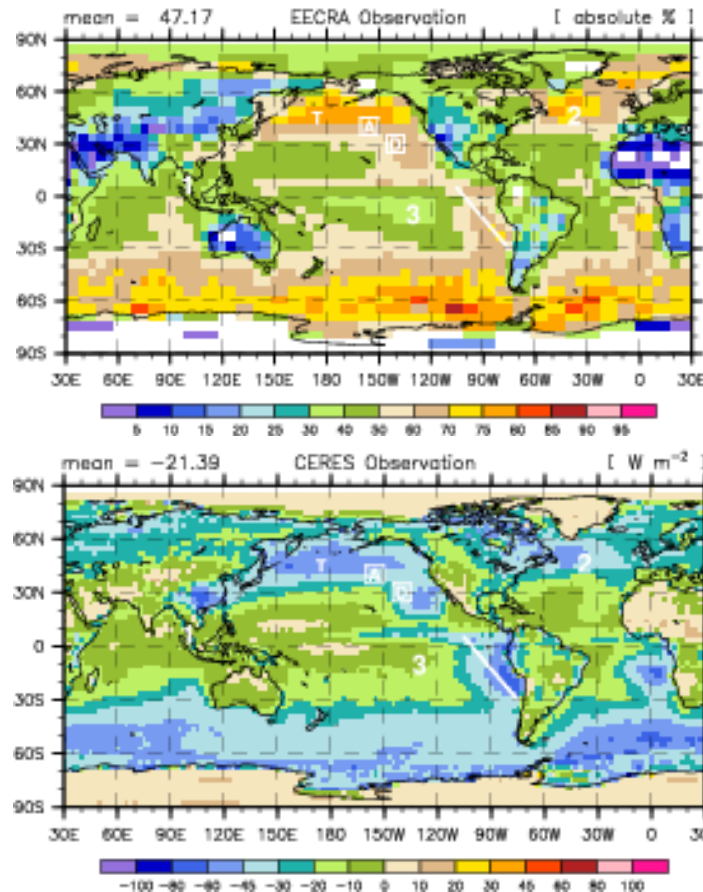 mean = 47.17 EECRA Observation [ absolute % ]
90N
60N
30N
0
30S
60S
90S
T
A
D
2
1
3
30E 60E 90E 120E 150E 180 150W 120W 90W 60W 30W 0 30E
5 10 15 20 25 30 40 50 60 70 75 80 85 90 95
mean = -21.39 CERES Observation [ W m⁻² ]
90N
60N
30N
0
30S
60S
90S
T
A
D
2
1
3
30E 60E 90E 120E 150E 180 150W 120W 90W 60W 30W 0 30E
-100 -80 -60 -45 -30 -20 -10 0 10 20 40 60 80 100